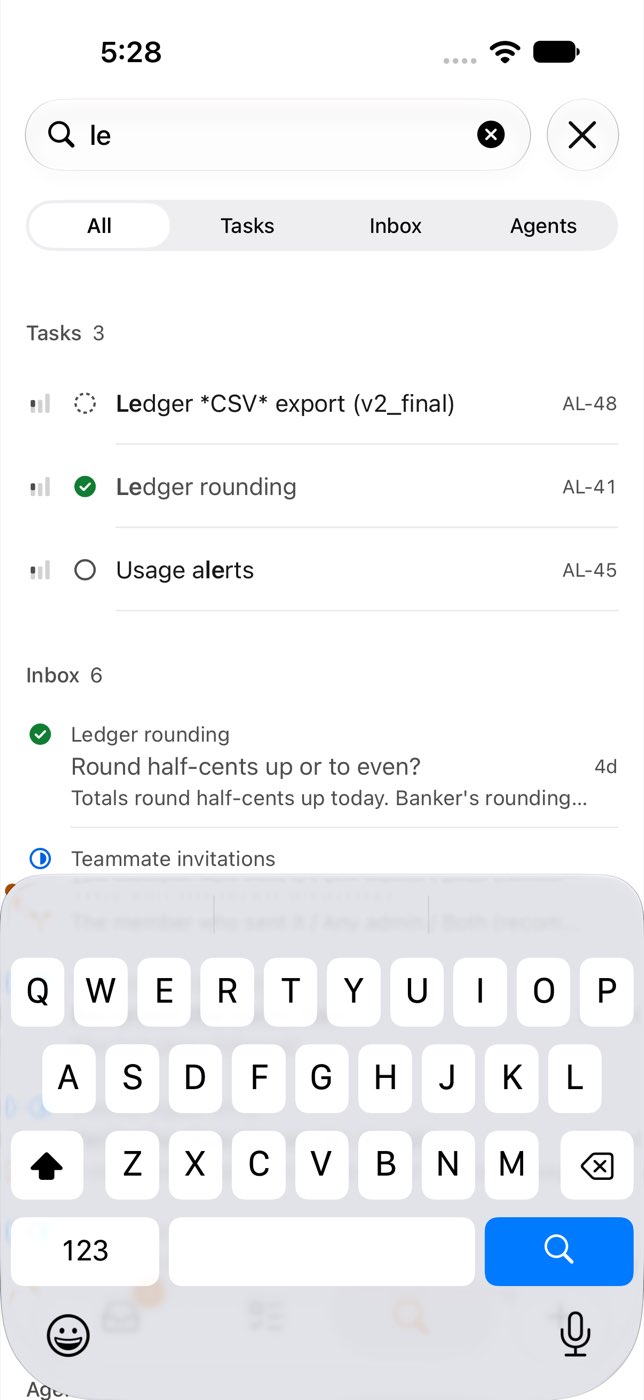 5:28
le
All Tasks Inbox Agents
Tasks 3
Ledger *CSV* export (v2_final) AL-48
Ledger rounding AL-41
Usage alerts AL-45
Inbox 6
Ledger rounding
Round half-cents up or to even? 4d
Totals round half-cents up today. Banker's rounding...
Teammate invitations
The member who sent it / Any admin / Both (recom...
Q W E R T Y U I O P
A S D F G H J K L
Z X C V B N M
123